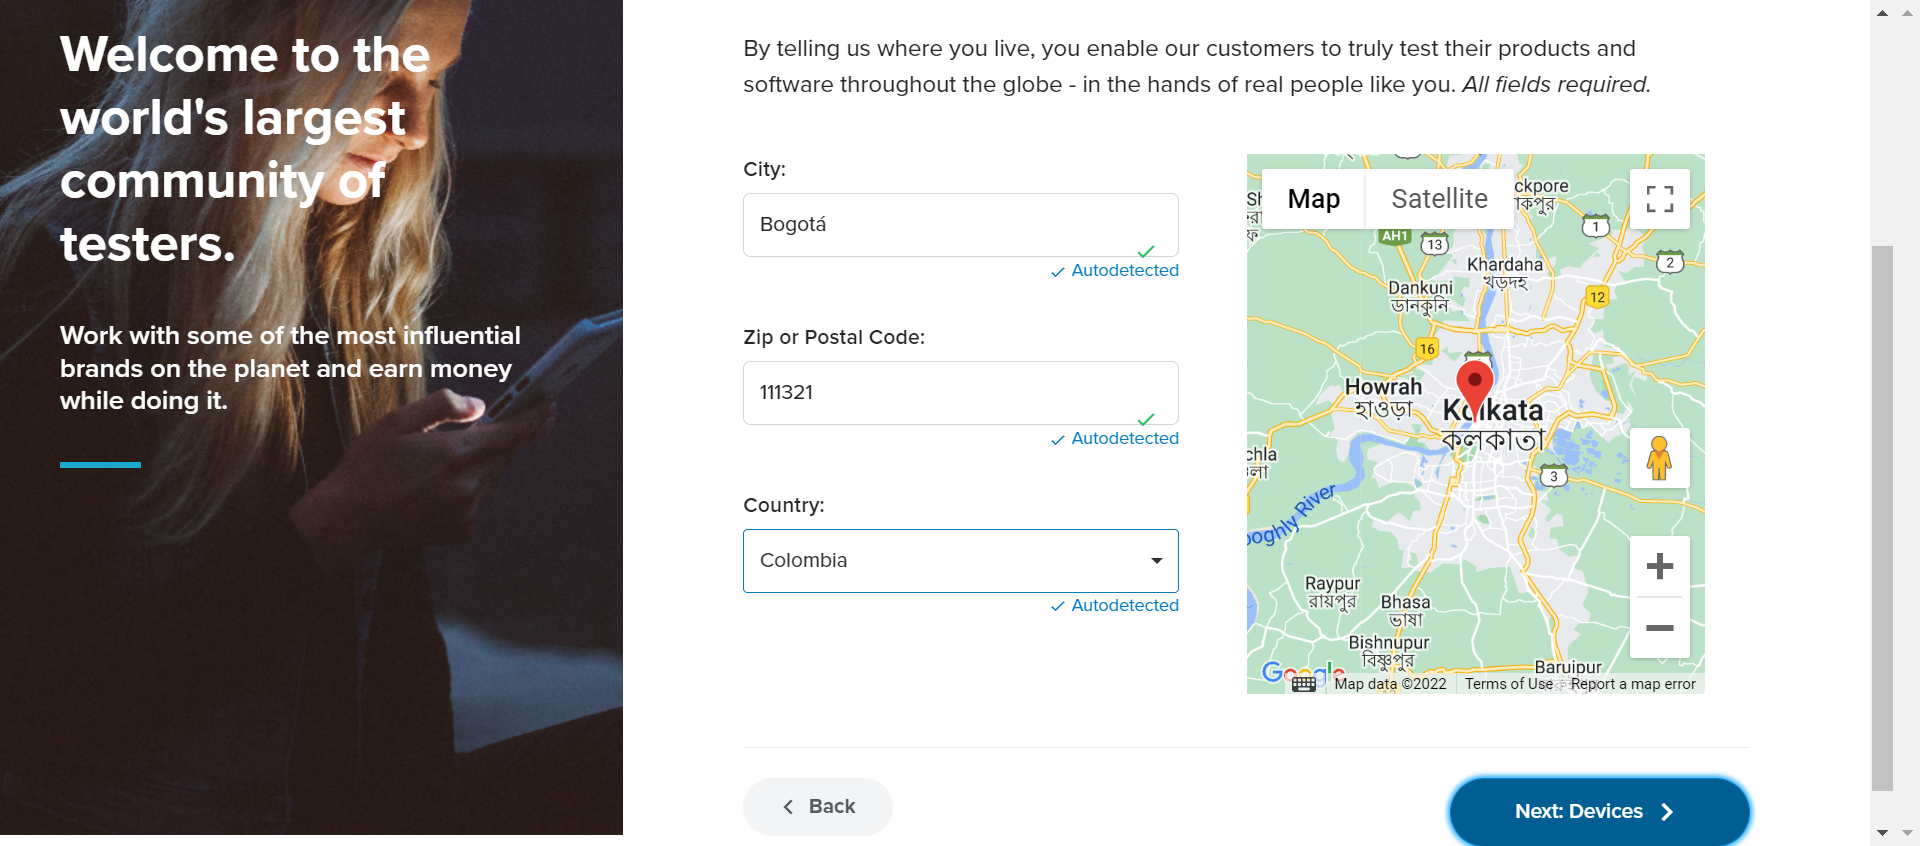 Welcome to the
world's largest
community of
testers.
Work with some of the most influential
brands on the planet and earn money
while doing it.
By telling us where you live, you enable our customers to truly test their products and
software throughout the globe - in the hands of real people like you. All fields required.
City:
Bogotá
Autodetected
Zip or Postal Code:
111321
Autodetected
Country:
Colombia
Autodetected
Map
Satellite
ckpore
কপুর
AH1
13
1
2
Khardaha
খড়দহ
Dankuni
ডানকুনি
12
16
Howrah
হাওড়া
Kolkata
কলকাতা
chla
3
ooghly River
Raypur
রায়পুর
Bhasa
ভাষা
Bishnupur
বিষ্ণুপুর
Baruipur
Google
Map data ©2022
Terms of Use
Report a map error
Back
Next: Devices